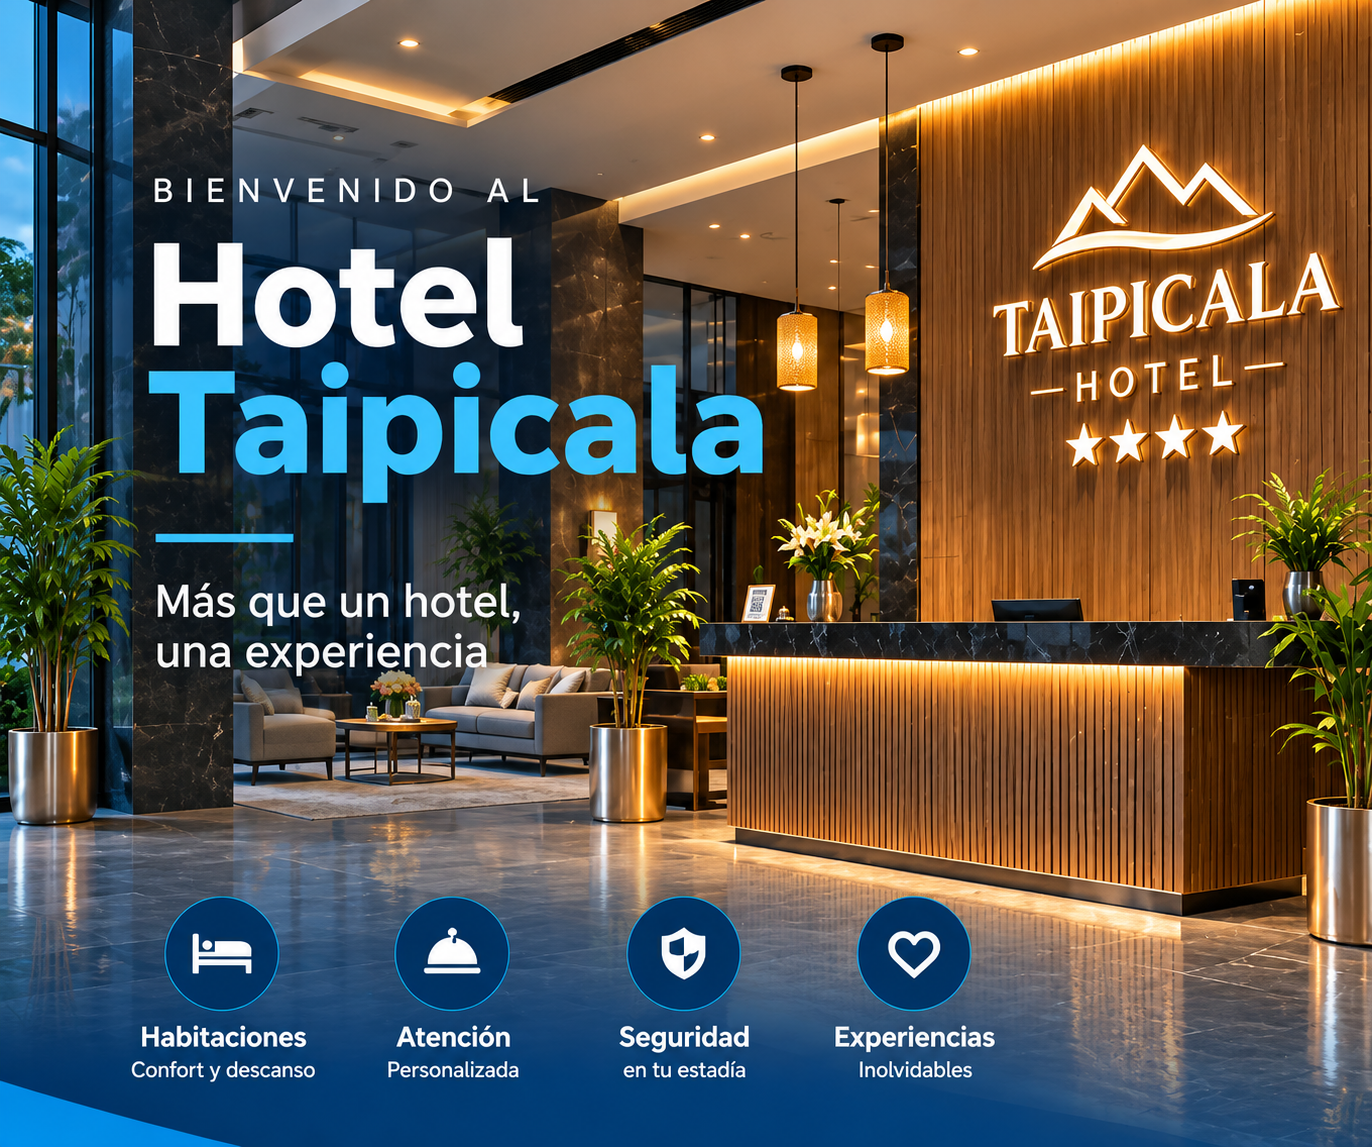 BIENVENIDO AL
Hotel
Taipicala
Más que un hotel,
una experiencia
TAIPICALA
HOTEL
Habitaciones
Confort y descanso
Atención
Personalizada
Seguridad
en tu estadía
Experiencias
Inolvidables